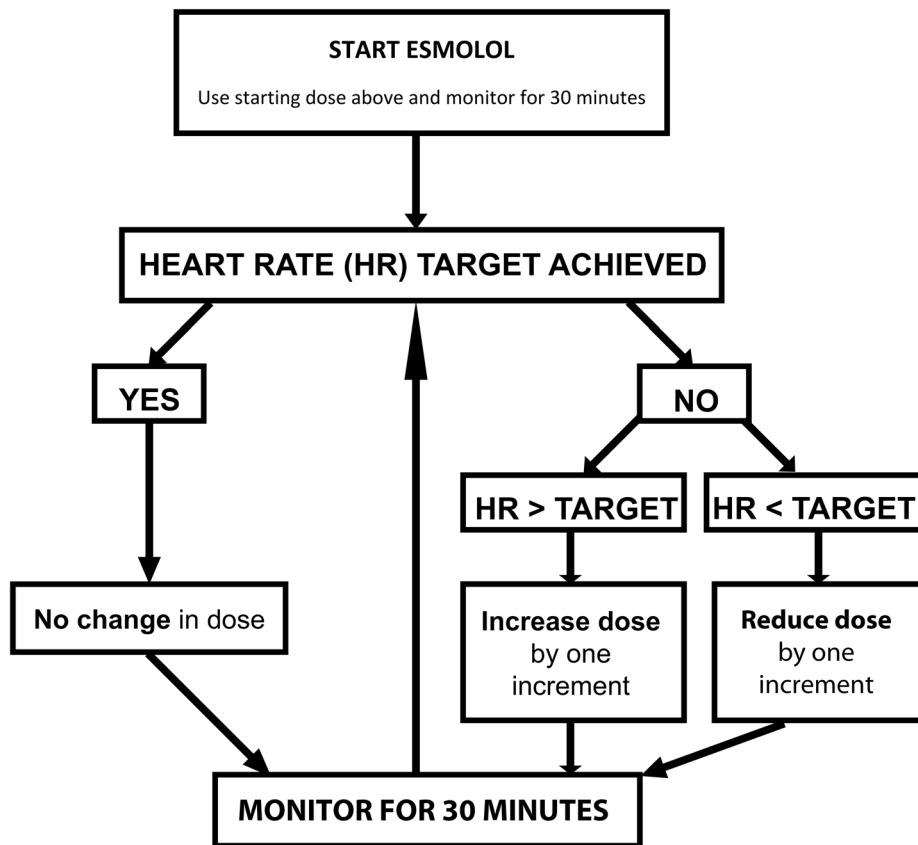 START ESMOLOL
Use starting dose above and monitor for 30 minutes
HEART RATE (HR) TARGET ACHIEVED
YES
NO
HR > TARGET
HR < TARGET
No change in dose
Increase dose
by one
increment
Reduce dose
by one
increment
MONITOR FOR 30 MINUTES